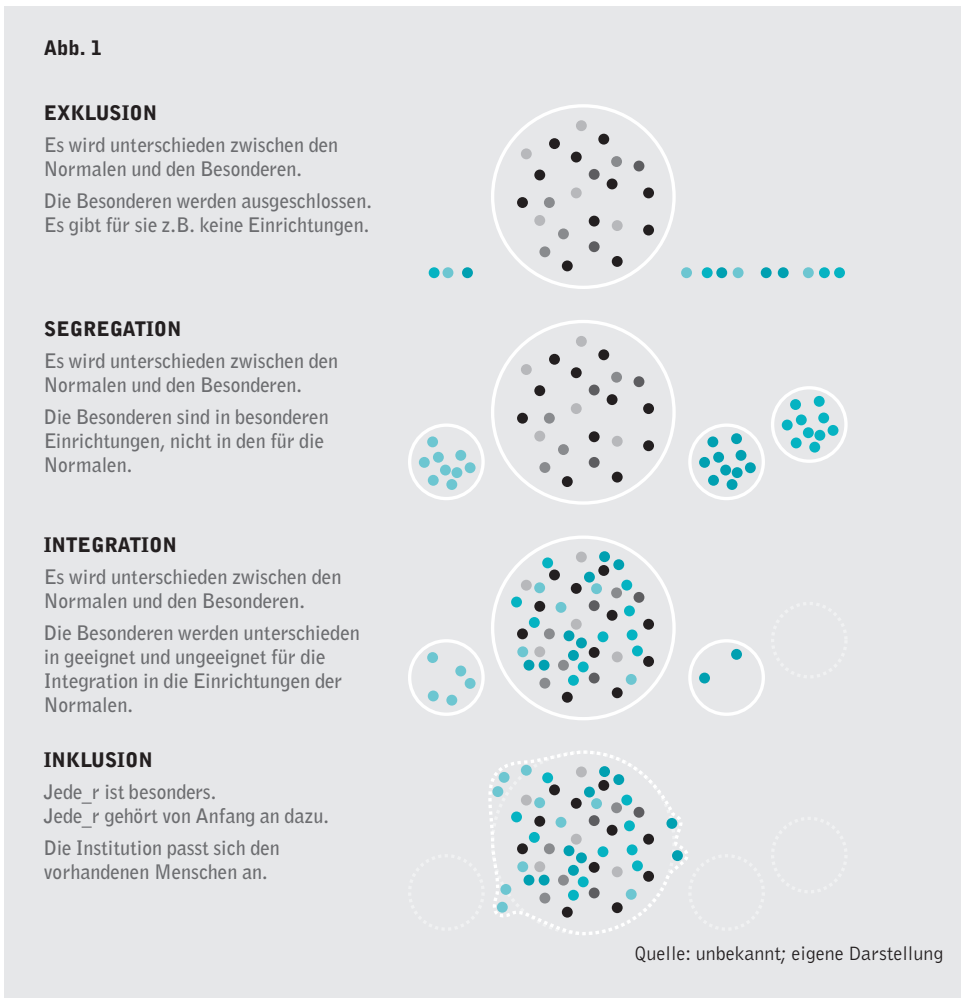 Abb. 1
EXKLUSION
Es wird unterschieden zwischen den
Normalen und den Besonderen.
Die Besonderen werden ausgeschlossen.
Es gibt für sie z.B. keine Einrichtungen.
SEGREGATION
Es wird unterschieden zwischen den
Normalen und den Besonderen.
Die Besonderen sind in besonderen
Einrichtungen, nicht in den für die
Normalen.
INTEGRATION
Es wird unterschieden zwischen den
Normalen und den Besonderen.
Die Besonderen werden unterschieden
in geeignet und ungeeignet für die
Integration in die Einrichtungen der
Normalen.
INKLUSION
Jede_r ist besonders.
Jede_r gehört von Anfang an dazu.
Die Institution passt sich den
vorhandenen Menschen an.
Quelle: unbekannt; eigene Darstellung